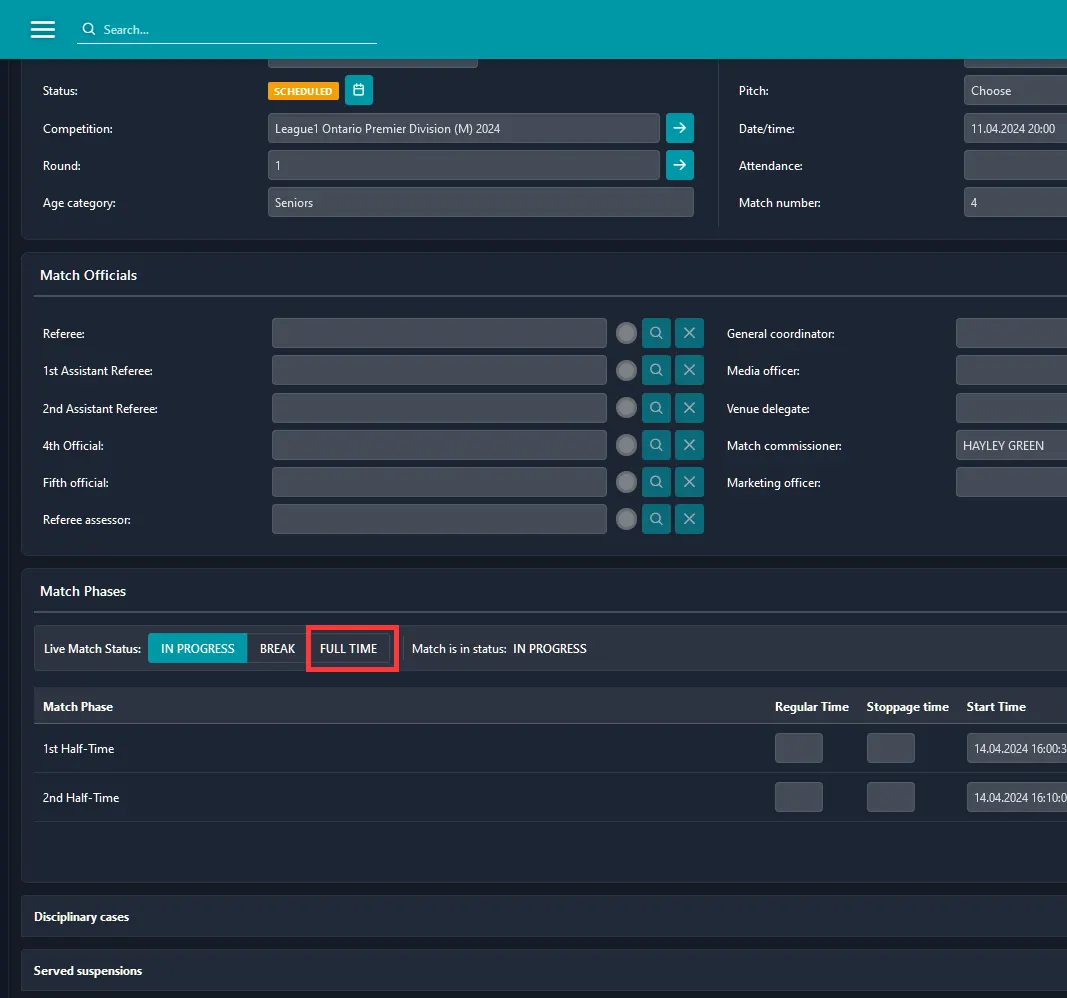 Search...
Status: SCHEDULED Pitch: Choose
Competition: League1 Ontario Premier Division (M) 2024 Date/time: 11.04.2024 20:00
Round: 1 Attendance:
Age category: Seniors Match number: 4
Match Officials
Referee: General coordinator:
1st Assistant Referee: Media officer:
2nd Assistant Referee: Venue delegate:
4th Official: Match commissioner: HAYLEY GREEN
Fifth official: Marketing officer:
Referee assessor:
Match Phases
Live Match Status: IN PROGRESS BREAK FULL TIME Match is in status: IN PROGRESS
Match Phase Regular Time Stoppage time Start Time
1st Half-Time 14.04.2024 16:00:3
2nd Half-Time 14.04.2024 16:10:0
Disciplinary cases
Served suspensions